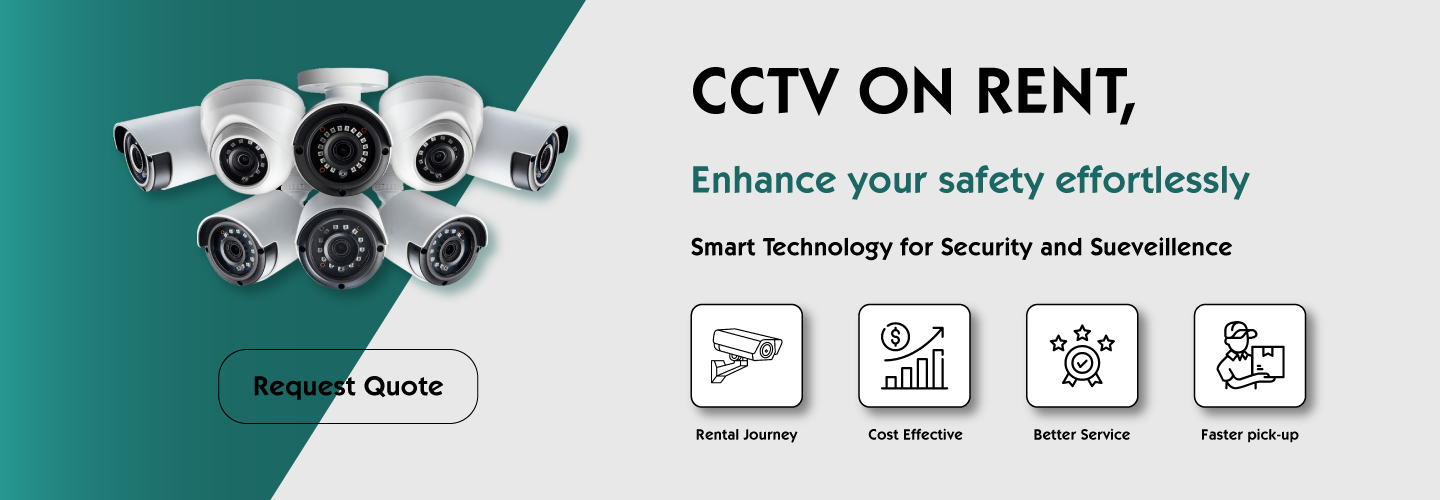 CCTV ON RENT,
Enhance your safety effortlessly
Smart Technology for Security and Sueveillence
Request Quote
Rental Journey
Cost Effective
Better Service
Faster pick-up